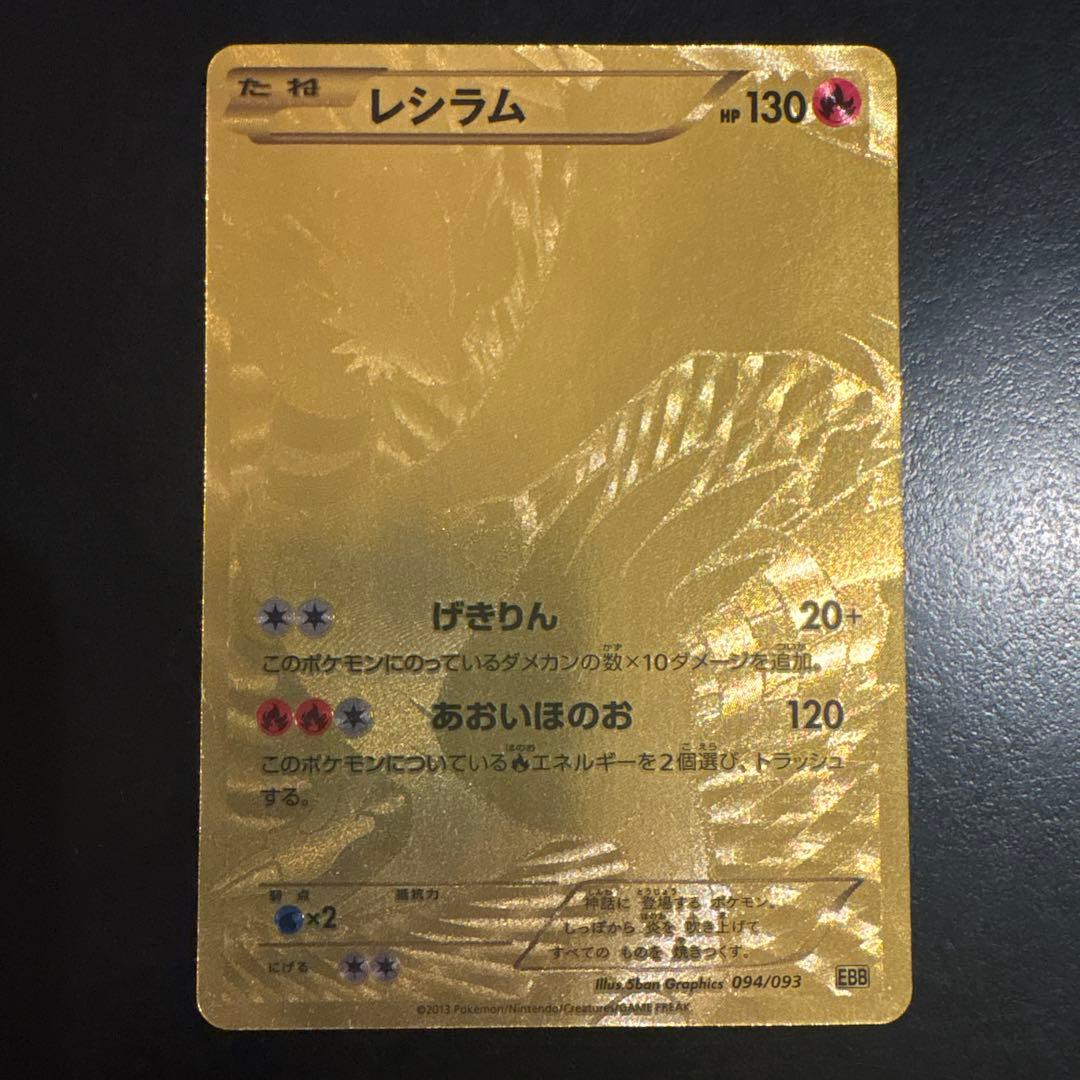 たね レシラム HP 130
げきりん 20+
このポケモンにのっているダメカンの数×10ダメージを追加。
あおいほのお 120
このポケモンについているエネルギーを2個選び、トラッシュ
する。
弱点 抵抗力
×2
にげる
神話に 登場する ポケモン。
しっぽから 炎を 吹き上げて
すべての ものを 焼きつくす。
Illus.5ban Graphics 094/093 EBB
©2013 Pokémon/Nintendo/Creatures/GAME FREAK.